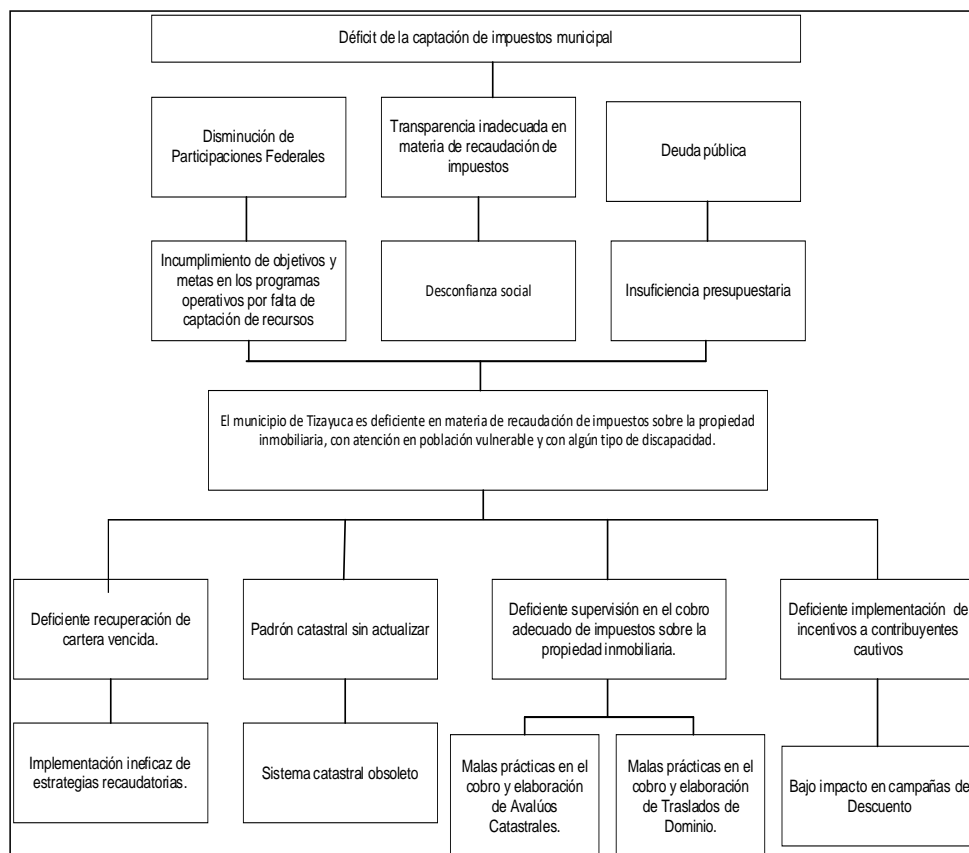 Déficit de la captación de impuestos municipal
Disminución de
Participaciones Federales
Transparencia inadecuada en
materia de recaudación de
impuestos
Deuda pública
Incumplimiento de objetivos y
metas en los programas
operativos por falta de
captación de recursos
Desconfianza social
Insuficiencia presupuestaria
El municipio de Tizayuca es deficiente en materia de recaudación de impuestos sobre la propiedad
inmobiliaria, con atención en población vulnerable y con algún tipo de discapacidad.
Deficiente recuperación de
cartera vencida.
Padrón catastral sin actualizar
Deficiente supervisión en el cobro
adecuado de impuestos sobre la
propiedad inmobiliaria.
Deficiente implementación de
incentivos a contribuyentes
cautivos
Implementación ineficaz de
estrategias recaudatorias.
Sistema catastral obsoleto
Malas prácticas en el
cobro y elaboración
de Avalúos
Catastrales.
Malas prácticas en el
cobro y elaboración
de Traslados de
Dominio.
Bajo impacto en campañas de
Descuento